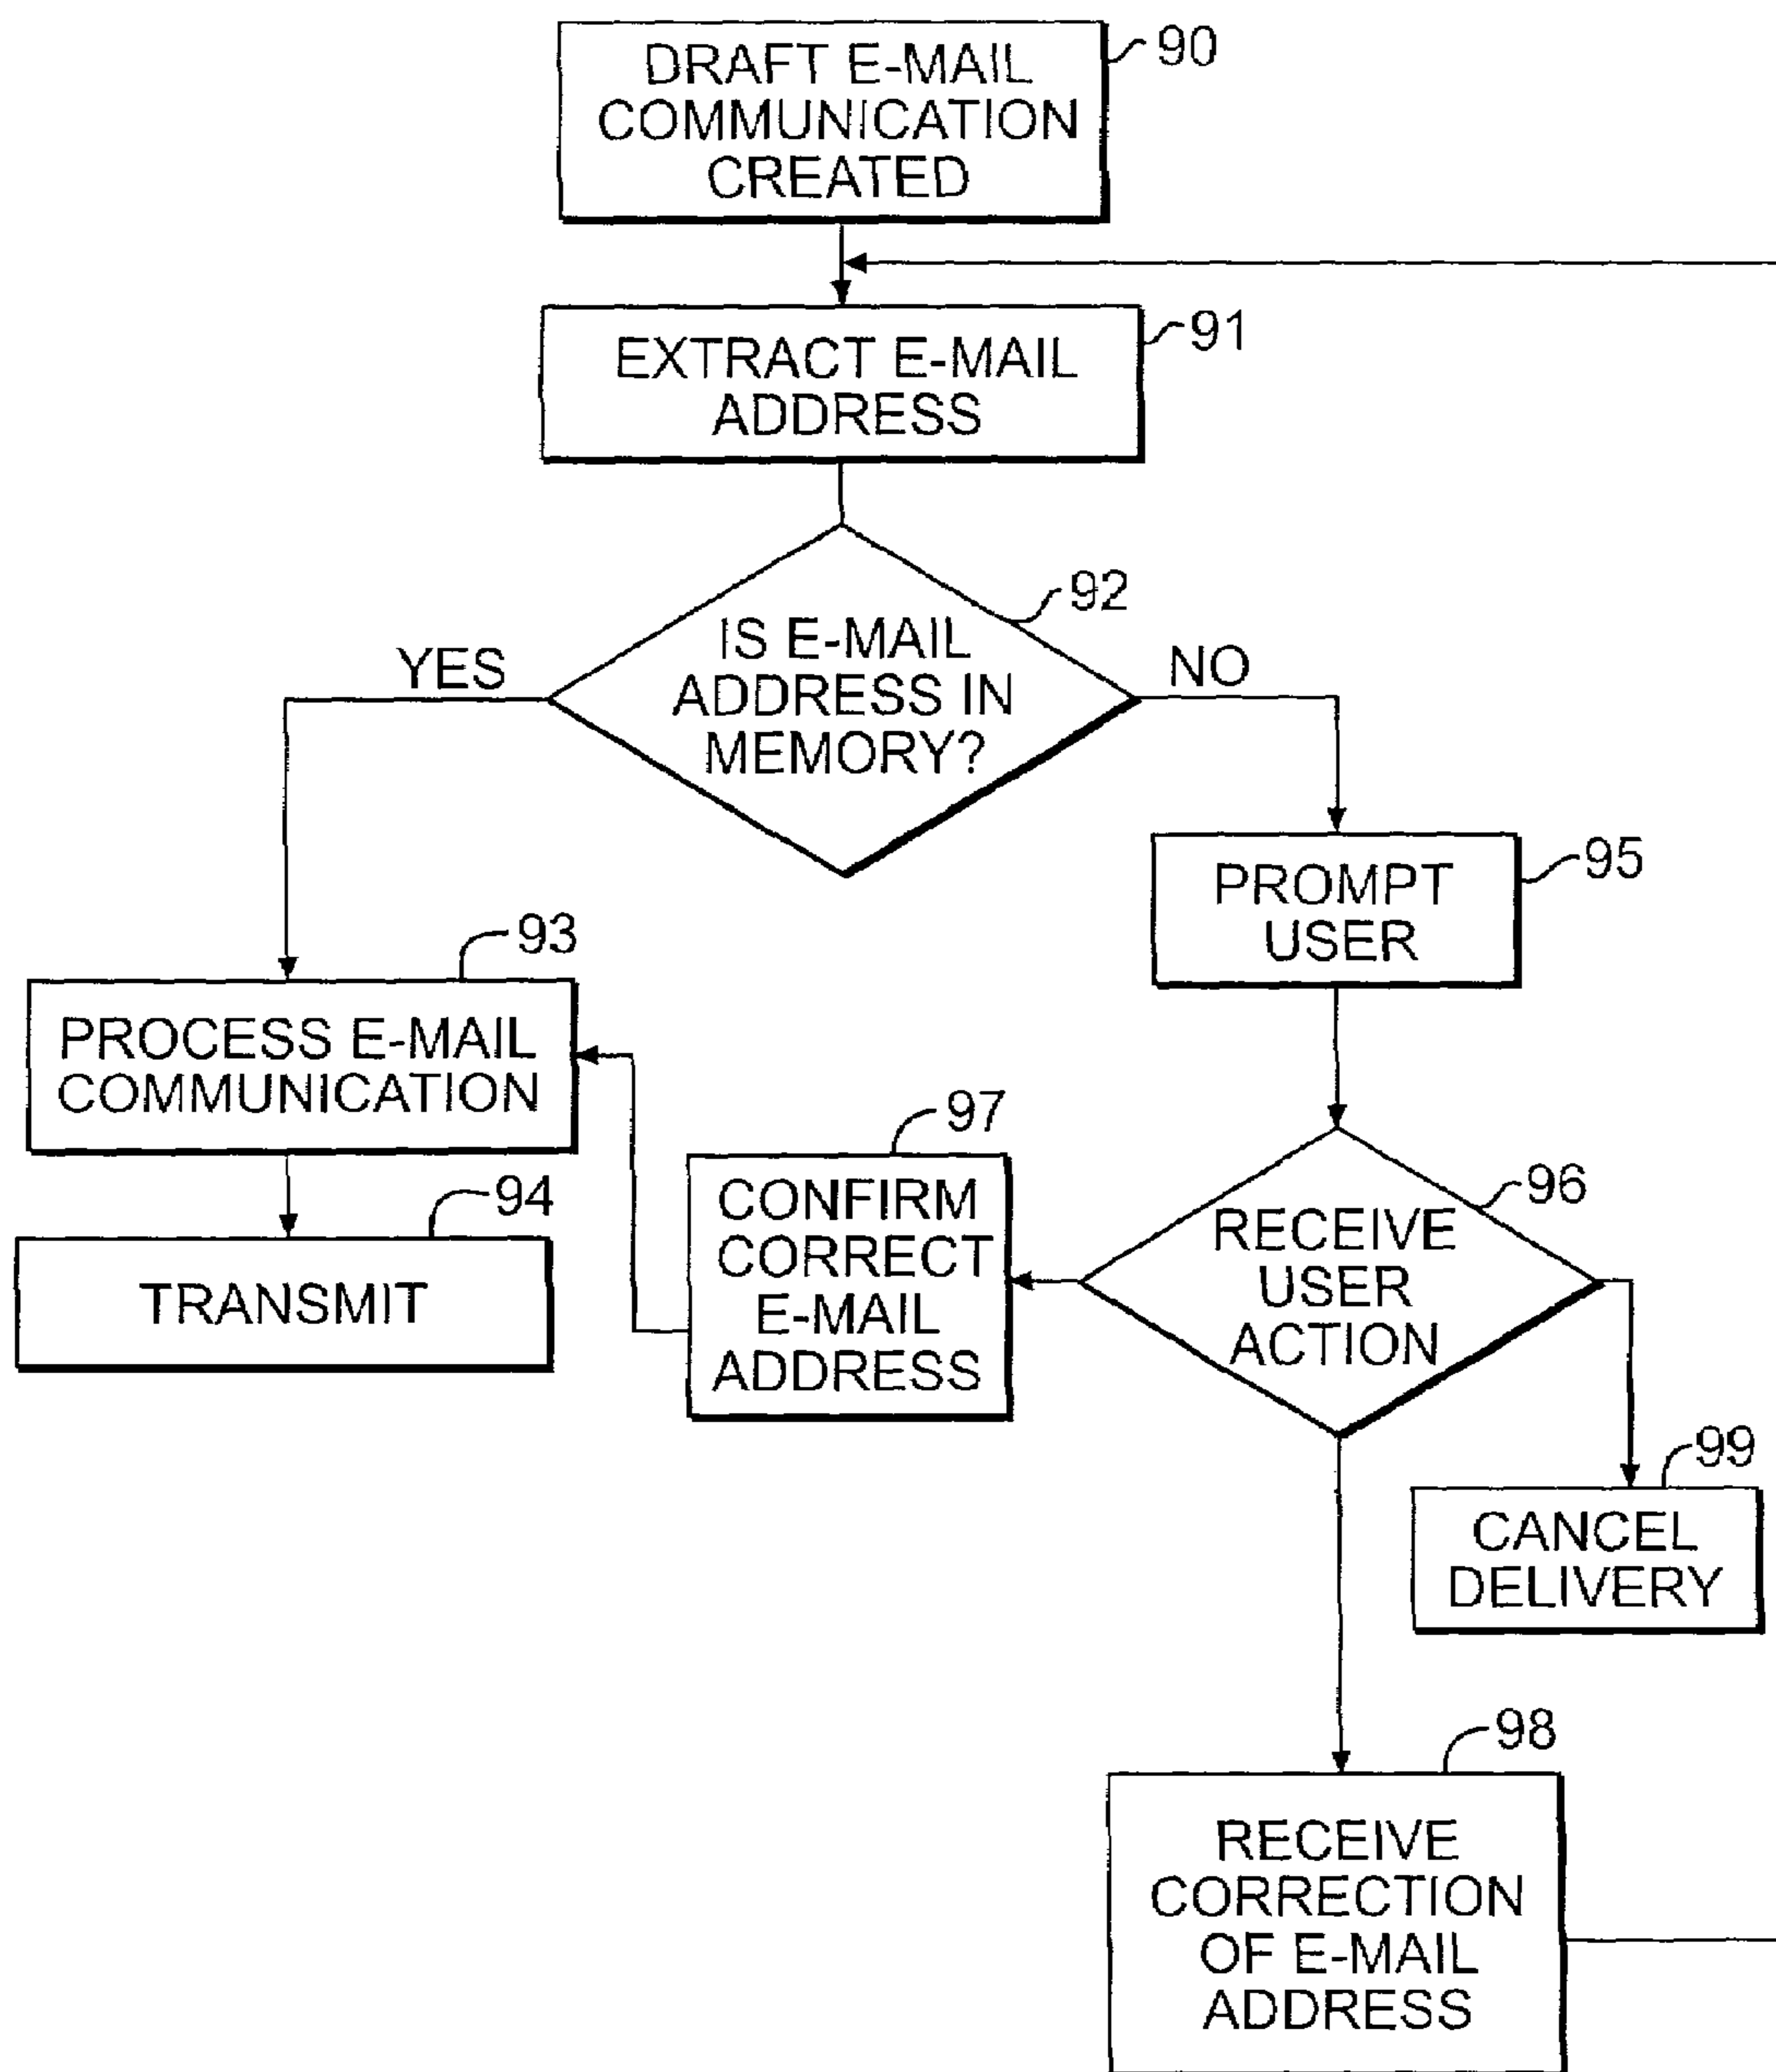 DRAFT E-MAIL
COMMUNICATION
CREATED
90
EXTRACT E-MAIL
ADDRESS
91
IS E-MAIL
ADDRESS IN
MEMORY?
92
YES
NO
PROMPT
USER
95
PROCESS E-MAIL
COMMUNICATION
93
TRANSMIT
94
CONFIRM
CORRECT
E-MAIL
ADDRESS
97
RECEIVE
USER
ACTION
96
CANCEL
DELIVERY
99
RECEIVE
CORRECTION
OF E-MAIL
ADDRESS
98